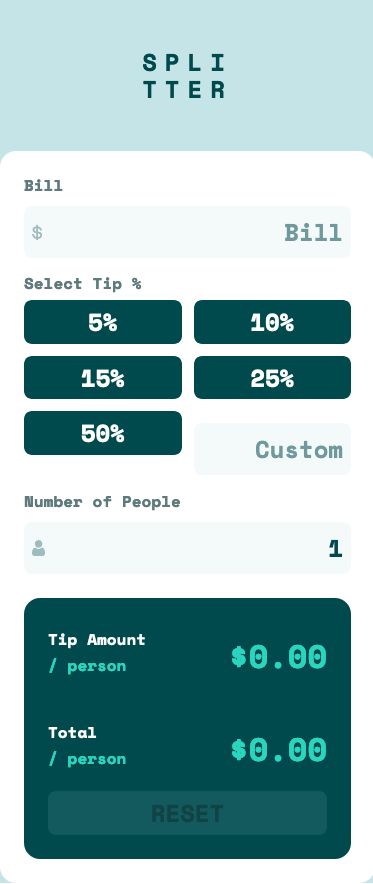 SPLI
TTER
Bill
$ Bill
Select Tip %
5% 10%
15% 25%
50% Custom
Number of People
1
Tip Amount
/ person
$0.00
Total
/ person
$0.00
RESET